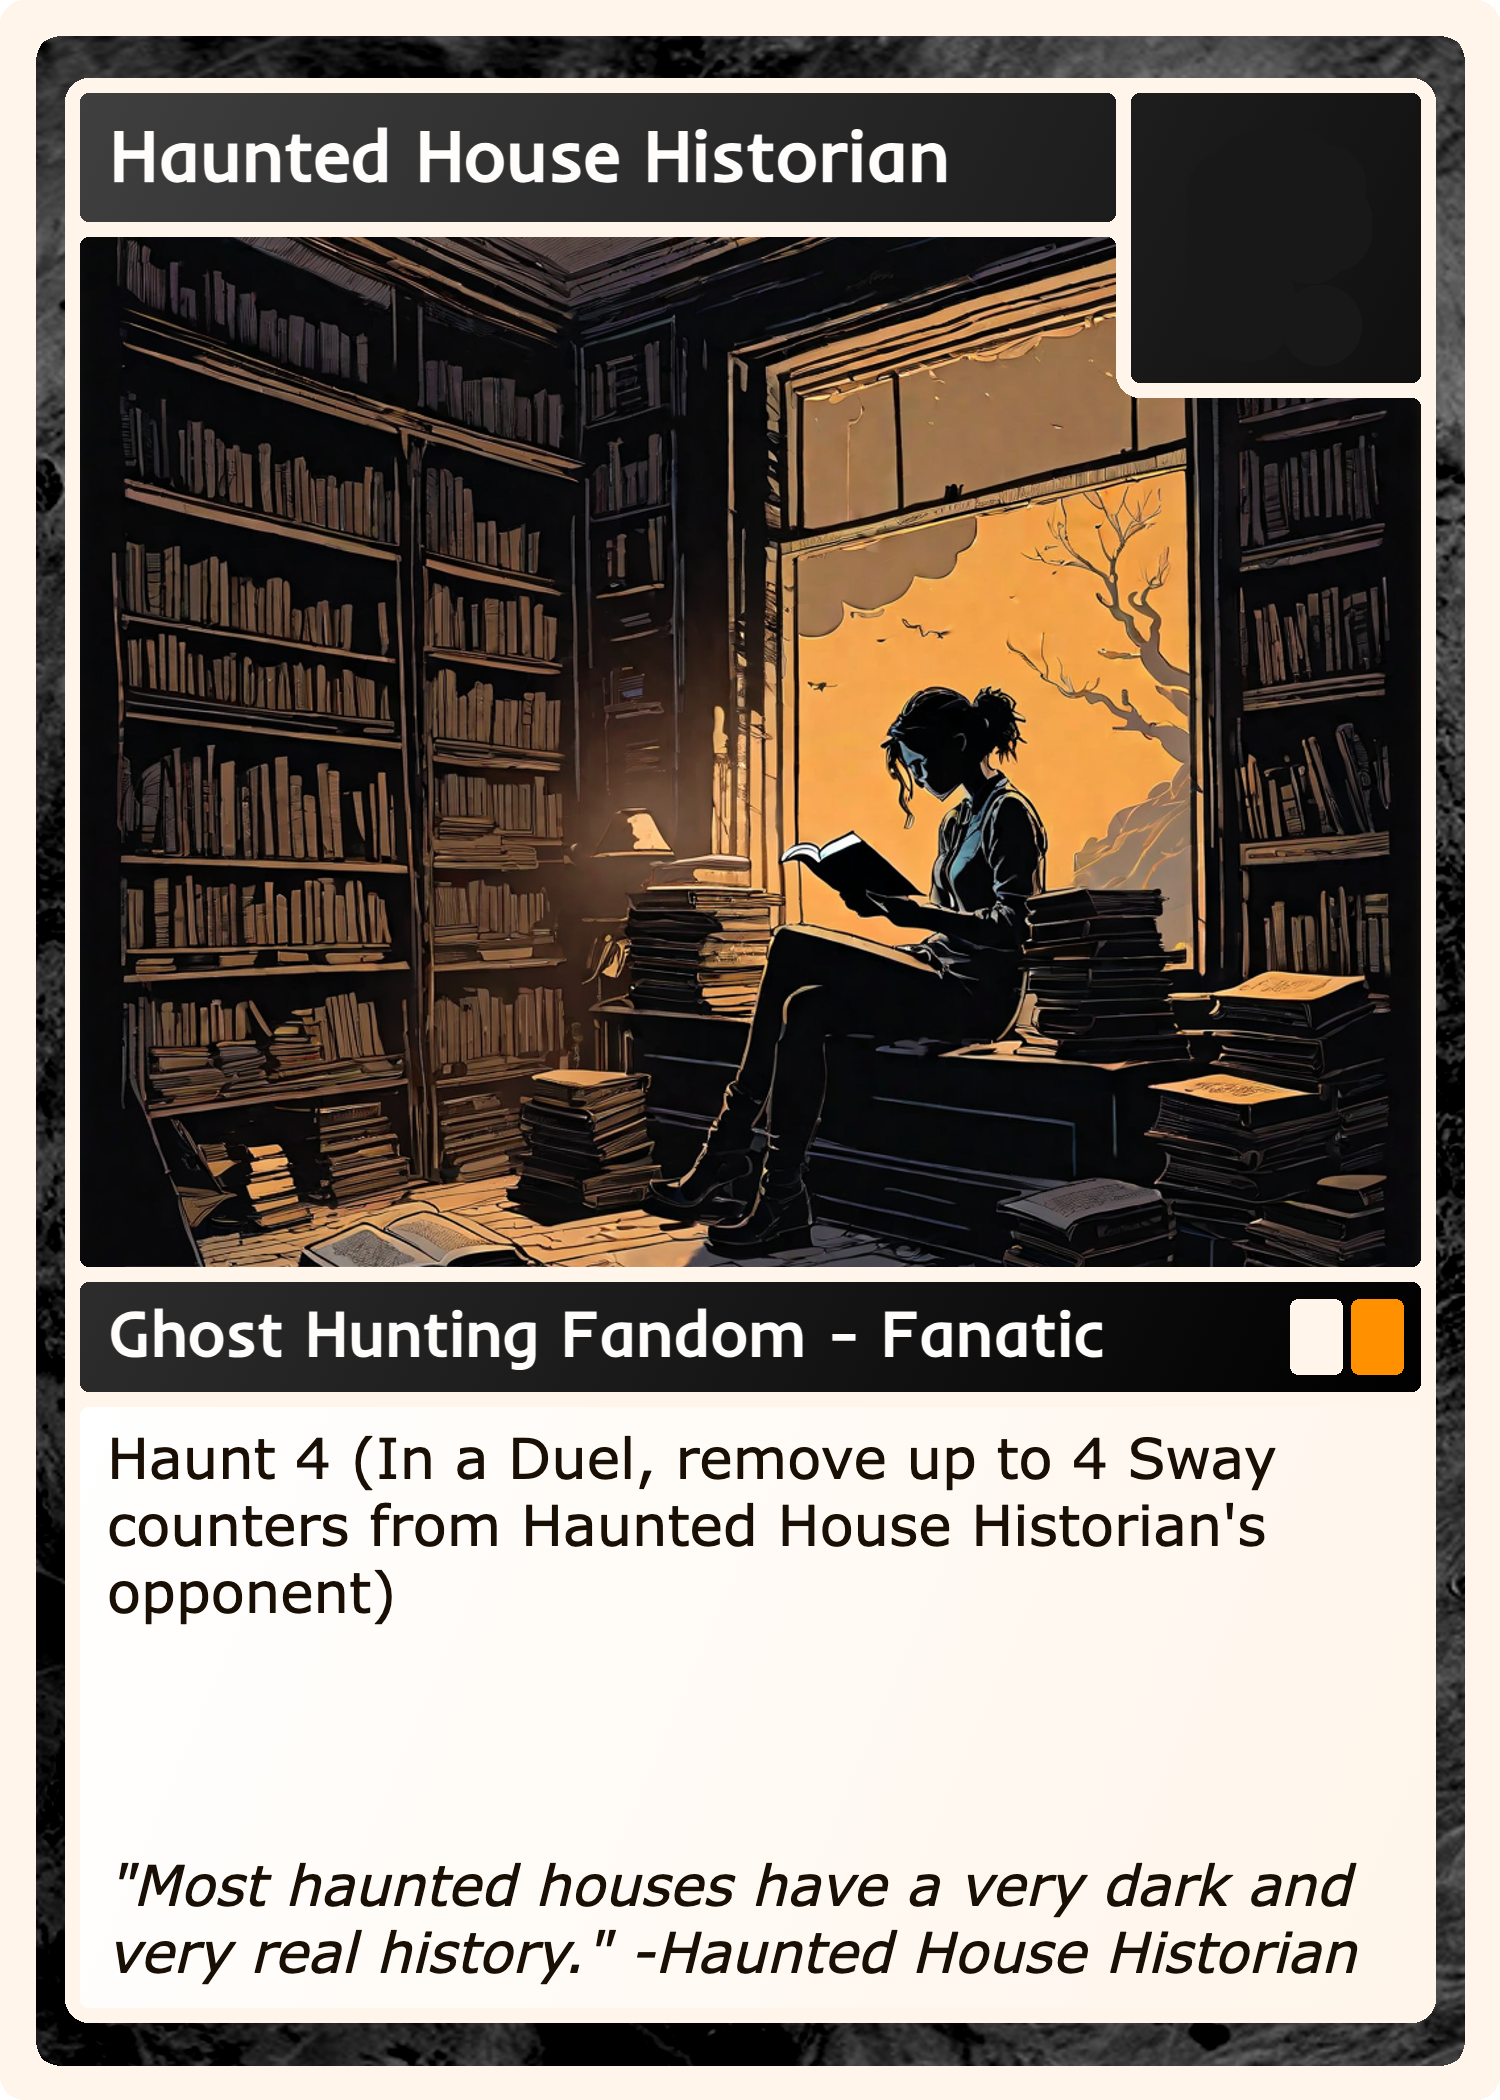 Haunted House Historian
Ghost Hunting Fandom - Fanatic
Haunt 4 (In a Duel, remove up to 4 Sway
counters from Haunted House Historian's
opponent)
"Most haunted houses have a very dark and
very real history." -Haunted House Historian